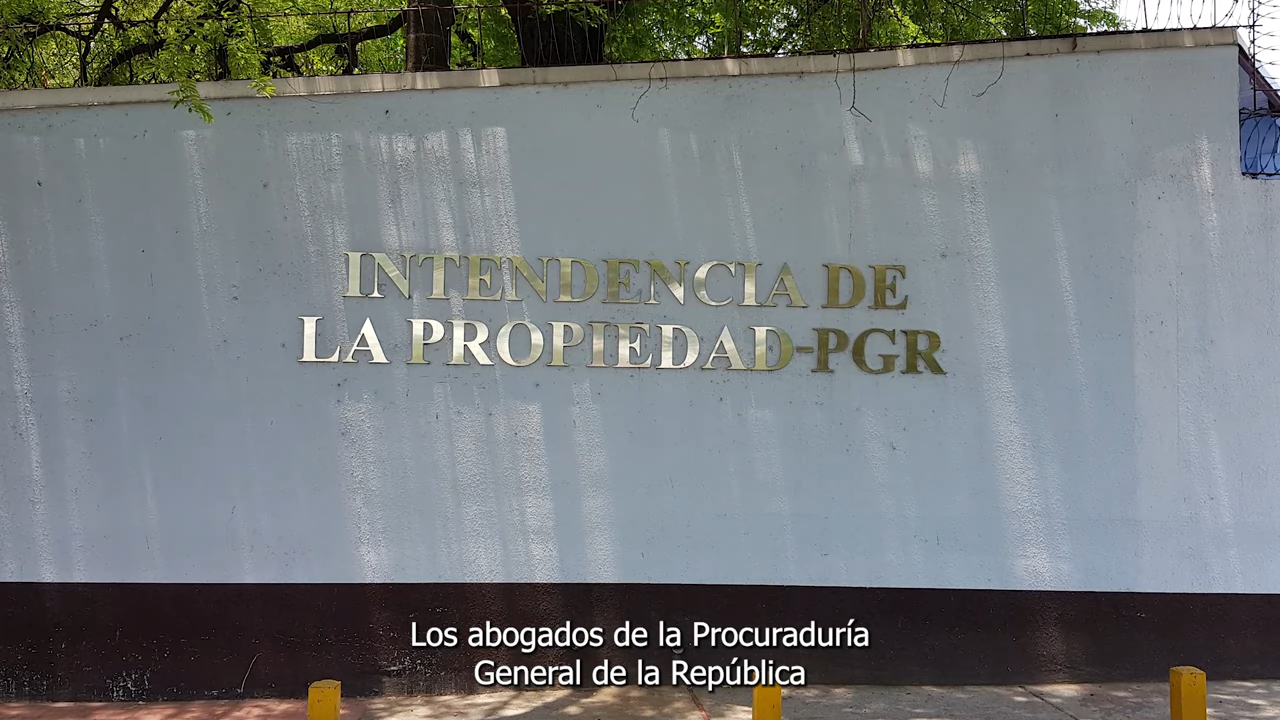 INTENDENCIA DE
LA PROPIEDAD-PGR
Los abogados de la Procuraduría
General de la República